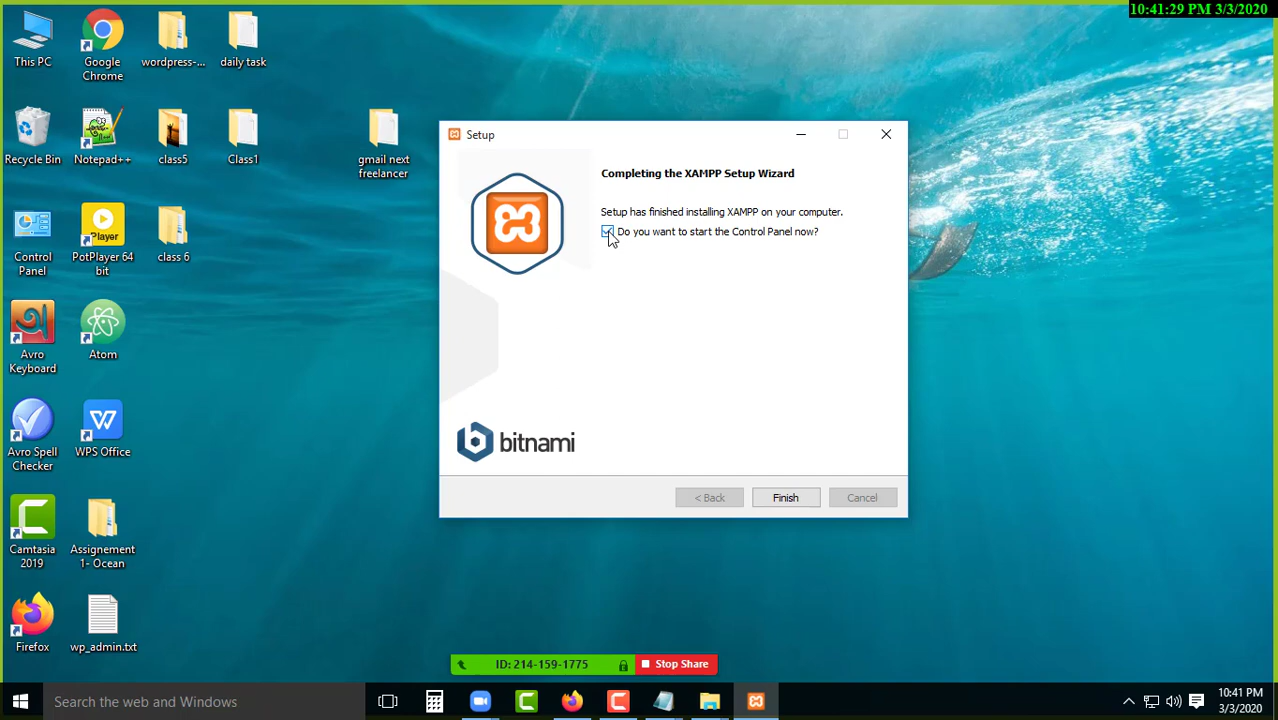 10:41:29 PM 3/3/2020
This PC
Google
Chrome
wordpress-...
daily task
Recycle Bin
Notepad++
class5
Class1
gmail next
freelancer
Control
Panel
Player
PotPlayer 64
bit
class 6
Avro
Keyboard
Atom
Avro Spell
Checker
WPS Office
Camtasia
2019
Assignement
1- Ocean
Firefox
wp_admin.txt
Setup
Completing the XAMPP Setup Wizard
Setup has finished installing XAMPP on your computer.
Do you want to start the Control Panel now?
bitnami
< Back
Finish
Cancel
ID: 214-159-1775
Stop Share
Search the web and Windows
10:41 PM
3/3/2020